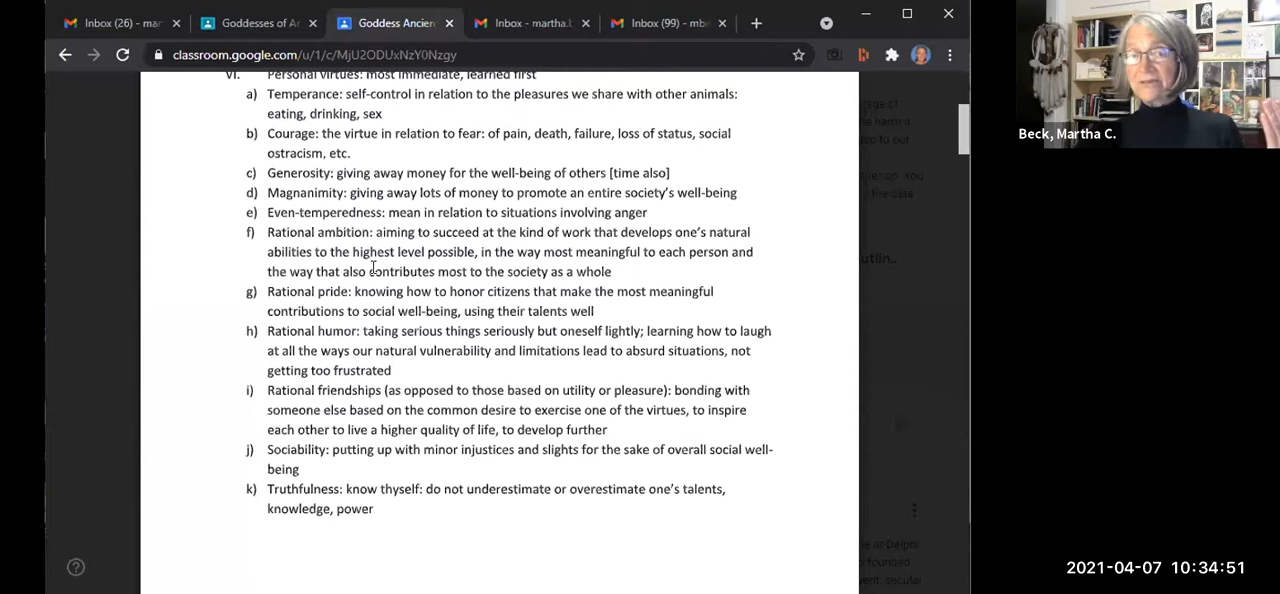 Inbox (26) - mar
Goddesses of Ar
Goddess Ancien
Inbox - martha.l
Inbox (99) - mbe
classroom.google.com/u/1/c/MjU2ODUxNzY0Nzgy
VI. Personal virtues: most immediate, learned first
a) Temperance: self-control in relation to the pleasures we share with other animals:
eating, drinking, sex
b) Courage: the virtue in relation to fear: of pain, death, failure, loss of status, social
ostracism, etc.
c) Generosity: giving away money for the well-being of others [time also]
d) Magnanimity: giving away lots of money to promote an entire society's well-being
e) Even-temperedness: mean in relation to situations involving anger
f) Rational ambition: aiming to succeed at the kind of work that develops one's natural
abilities to the highest level possible, in the way most meaningful to each person and
the way that also contributes most to the society as a whole
g) Rational pride: knowing how to honor citizens that make the most meaningful
contributions to social well-being, using their talents well
h) Rational humor: taking serious things seriously but oneself lightly; learning how to laugh
at all the ways our natural vulnerability and limitations lead to absurd situations, not
getting too frustrated
i) Rational friendships (as opposed to those based on utility or pleasure): bonding with
someone else based on the common desire to exercise one of the virtues, to inspire
each other to live a higher quality of life, to develop further
j) Sociability: putting up with minor injustices and slights for the sake of overall social well-
being
k) Truthfulness: know thyself: do not underestimate or overestimate one's talents,
knowledge, power
outlin..
Beck, Martha C.
2021-04-07 10:34:51